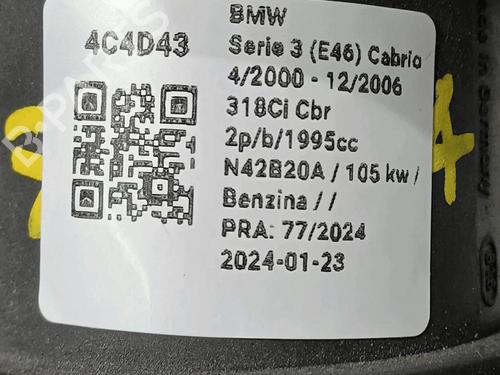 4C4D43
BMW
Serie 3 (E46) Cabrio
4/2000 - 12/2006
318Ci Cbr
2p/b/1995cc
N42B20A / 105 kw /
Benzina / /
PRA: 77/2024
2024-01-23